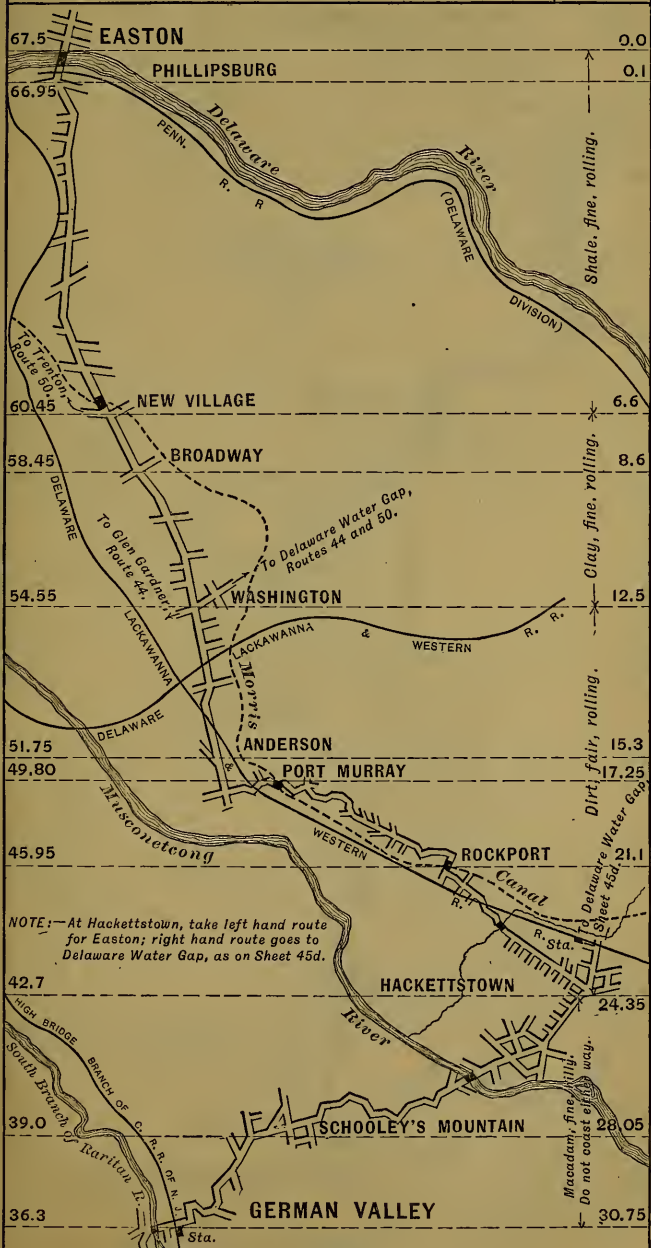 67.5 EASTON 0.0
PHILLIPSBURG 0.1
66.95
Delaware
River
PENN.
R. R
(DELAWARE
DIVISION)
Shale, fine, rolling.
To Trenton,
Route 50.
60.45 NEW VILLAGE 6.6
58.45 BROADWAY 8.6
DELAWARE
Clay, fine, rolling.
To Glen Gardner,
Route 44.
To Delaware Water Gap,
Routes 44 and 50.
54.55 WASHINGTON 12.5
LACKAWANNA
DELAWARE LACKAWANNA & WESTERN R. R.
Morris
51.75 ANDERSON 15.3
&
49.80 PORT MURRAY 17.25
Dirt, fair, rolling.
Musconetcong
WESTERN
45.95 ROCKPORT 21.1
Canal
To Delaware Water Gap,
Sheet 45d.
R.
R. Sta.
NOTE:—At Hackettstown, take left hand route
for Easton; right hand route goes to
Delaware Water Gap, as on Sheet 45d.
HACKETTSTOWN
42.7 24.35
River
HIGH BRIDGE BRANCH OF C. R. R. OF N. J.
South Branch of Raritan R.
Macadam, fine, hilly.
Do not coast either way.
39.0 SCHOOLEY'S MOUNTAIN 28.05
36.3 GERMAN VALLEY 30.75
Sta.